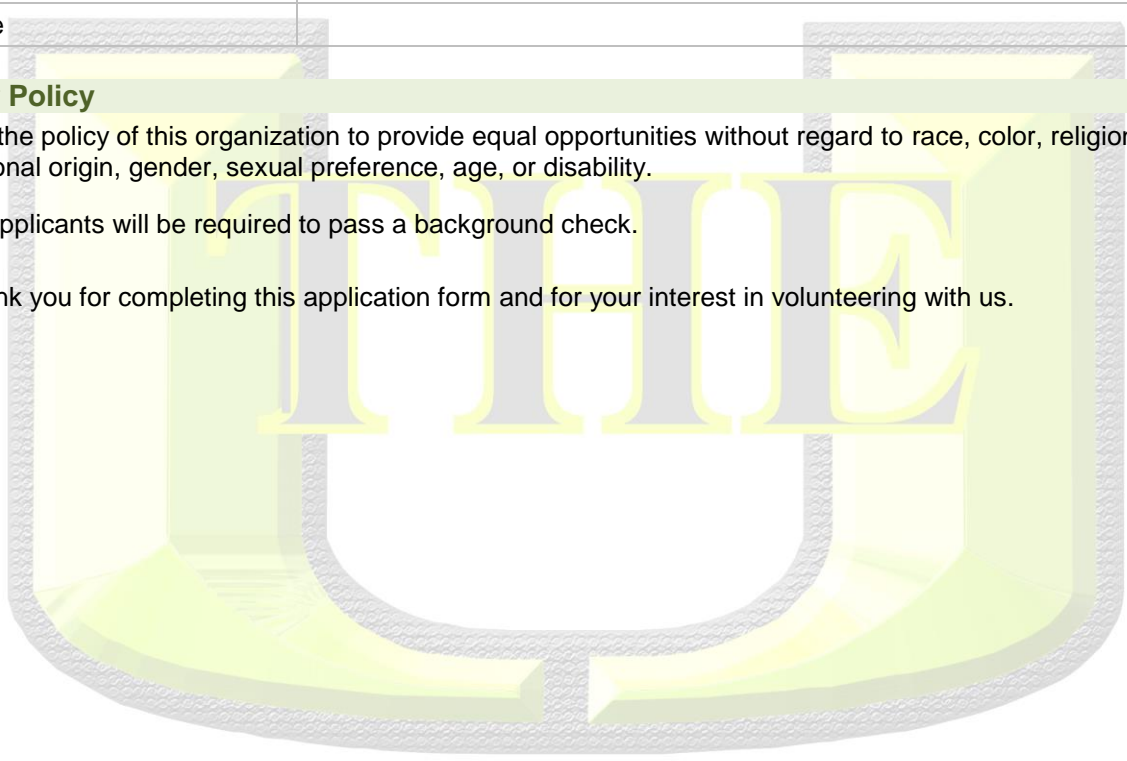 e
Policy
the policy of this organization to provide equal opportunities without regard to race, color, religion
onal origin, gender, sexual preference, age, or disability.
pplicants will be required to pass a background check.
nk you for completing this application form and for your interest in volunteering with us.
THE
U